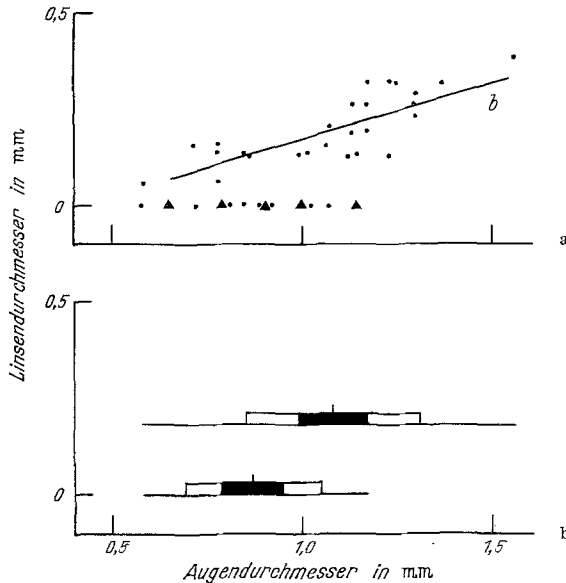 0,5
b
0
a
Linsendurchmesser in mm
0,5
0
b
0,5 1,0 1,5
Augendurchmesser in mm